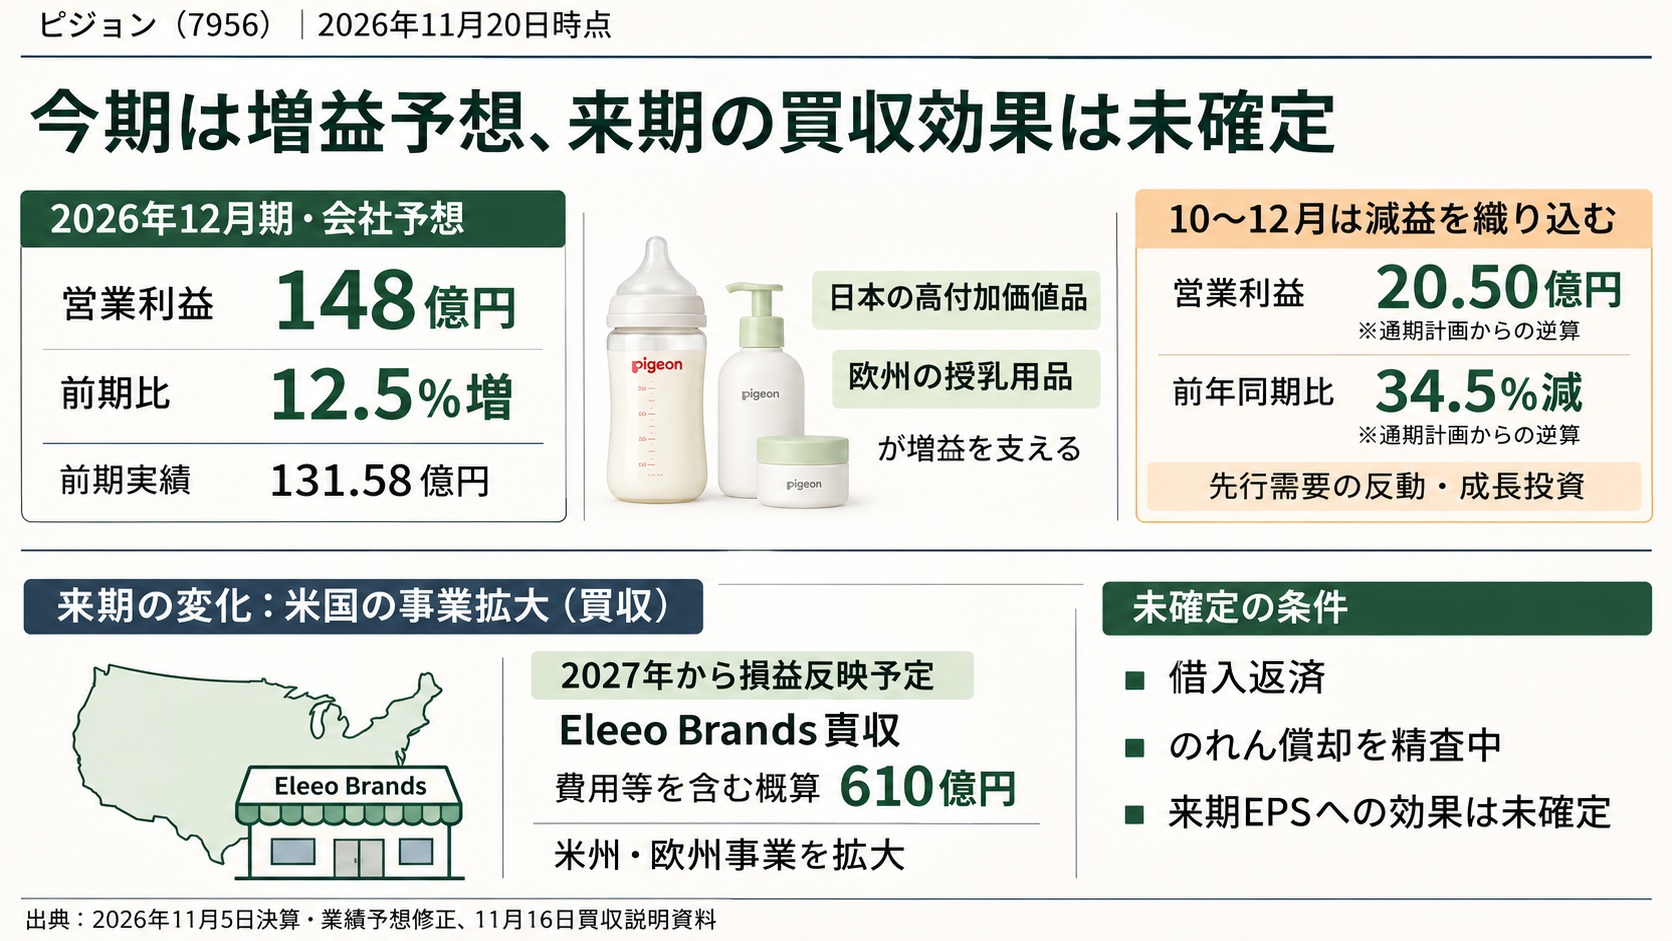 ピジョン（7956）｜2026年11月20日時点
今期は増益予想、来期の買収効果は未確定
2026年12月期・会社予想
営業利益 148億円
前期比 12.5%増
前期実績 131.58億円
pigeon
pigeon
pigeon
日本の高付加価値品
欧州の授乳用品
が増益を支える
10〜12月は減益を織り込む
営業利益 20.50億円
※通期計画からの逆算
前年同期比 34.5%減
※通期計画からの逆算
先行需要の反動・成長投資
来期の変化：米国の事業拡大（買収）
Eleeo Brands
2027年から損益反映予定
Eleeo Brands買収
費用等を含む概算 610億円
米州・欧州事業を拡大
未確定の条件
■ 借入返済
■ のれん償却を精査中
■ 来期EPSへの効果は未確定
出典：2026年11月5日決算・業績予想修正、11月16日買収説明資料